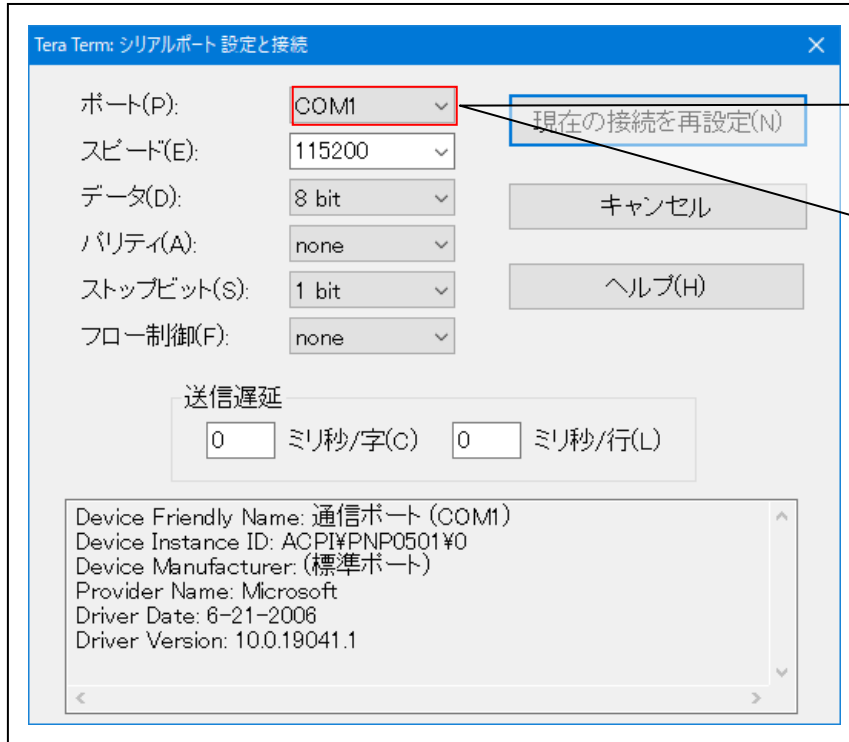 Tera Term: シリアルポート 設定と接続
ポート(P): COM1
現在の接続を再設定(N)
スピード(E): 115200
データ(D): 8 bit
キャンセル
パリティ(A): none
ストップビット(S): 1 bit
ヘルプ(H)
フロー制御(F): none
送信遅延
0 ミリ秒/字(C) 0 ミリ秒/行(L)
Device Friendly Name: 通信ポート (COM1)
Device Instance ID: ACPI¥PNP0501¥0
Device Manufacturer: (標準ポート)
Provider Name: Microsoft
Driver Date: 6-21-2006
Driver Version: 10.0.19041.1